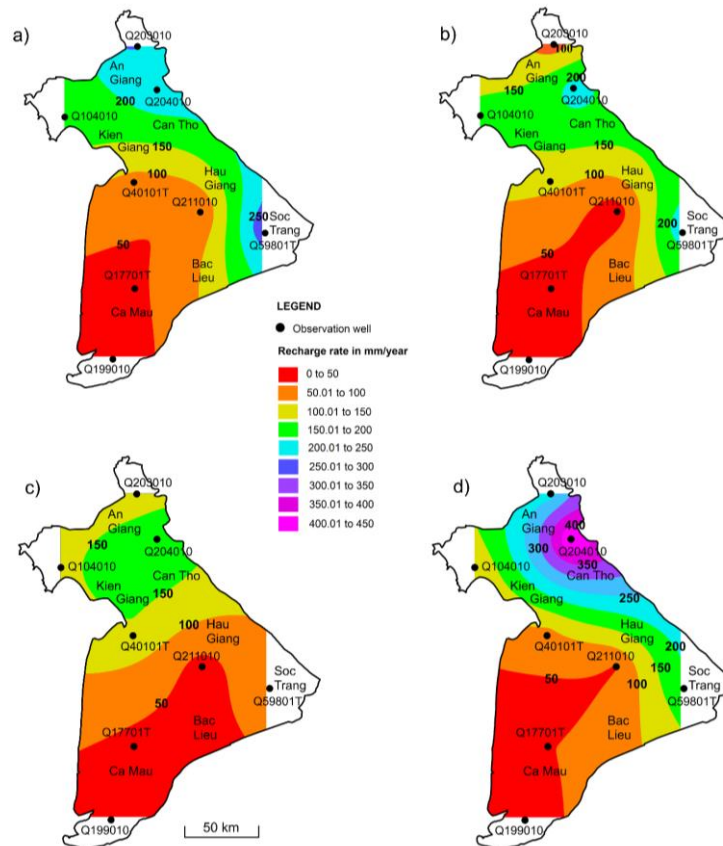 a)
Q203010
An
Giang
200
Q204010
Q104010
Can Tho
Kien
Giang
150
100
Q40101T
Hau
Giang
Q211010
250
Soc
Trang
Q59801T
50
Q17701T
Bac
Lieu
Ca Mau
Q199010
b)
Q203010
100
An
Giang
150
200
Q204010
Q104010
Can Tho
Kien
Giang
150
100
Q40101T
Hau
Giang
Q211010
200
Soc
Trang
Q59801T
50
Q17701T
Bac
Lieu
Ca Mau
Q199010
LEGEND
Observation well
Recharge rate in mm/year
0 to 50
50.01 to 100
100.01 to 150
150.01 to 200
200.01 to 250
250.01 to 300
300.01 to 350
350.01 to 400
400.01 to 450
c)
Q203010
An
Giang
150
Q204010
Q104010
Can Tho
Kien
Giang
150
100
Q40101T
Hau
Giang
Q211010
Soc
Trang
Q59801T
50
Q17701T
Bac
Lieu
Ca Mau
Q199010
50 km
d)
Q203010
An
Giang
400
300
Q204010
350
Q104010
Can Tho
Kien
Giang
250
Hau
Giang
200
Q40101T
Q211010
150
50
100
Soc
Trang
Q59801T
Q17701T
Bac
Lieu
Ca Mau
Q199010